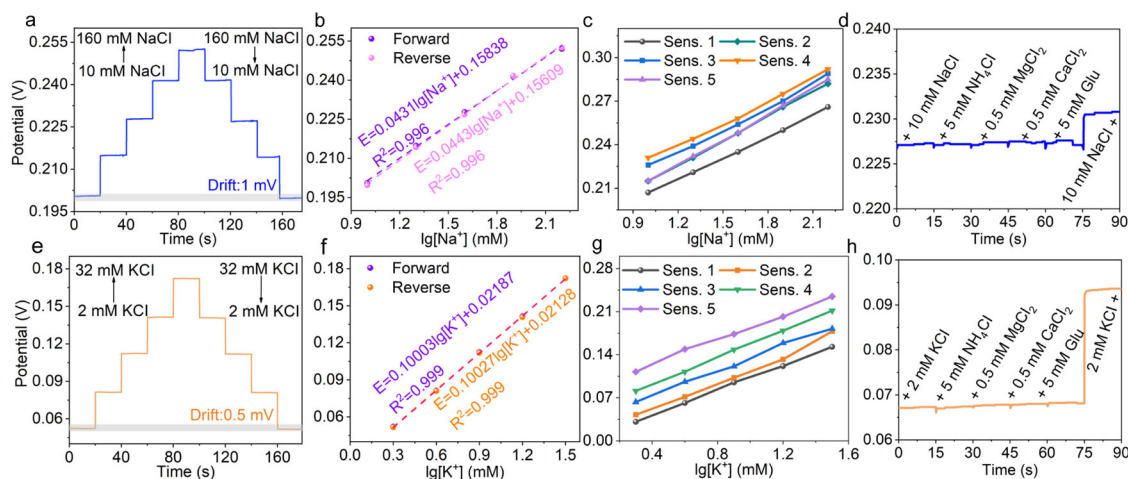 a
160 mM NaCl
10 mM NaCl
160 mM NaCl
10 mM NaCl
Drift:1 mV
Potential (V)
0.255
0.240
0.225
0.210
0.195
0 40 80 120 160
Time (s)
b
Forward
Reverse
E=0.0431lg[Na⁺]+0.15838
R²=0.996
E=0.0443lg[Na⁺]+0.15609
R²=0.996
0.255
0.240
0.225
0.210
0.195
0.9 1.2 1.5 1.8 2.1
lg[Na⁺] (mM)
c
Sens. 1
Sens. 2
Sens. 3
Sens. 4
Sens. 5
0.30
0.27
0.24
0.21
0.9 1.2 1.5 1.8 2.1
lg[Na⁺] (mM)
d
+ 10 mM NaCl
+ 5 mM NH₄Cl
+ 0.5 mM MgCl₂
+ 0.5 mM CaCl₂
+ 5 mM Glu
10 mM NaCl +
0.240
0.235
0.230
0.225
0.220
0 15 30 45 60 75 90
Time (s)
e
32 mM KCl
2 mM KCl
32 mM KCl
2 mM KCl
Drift:0.5 mV
Potential (V)
0.18
0.15
0.12
0.09
0.06
0 40 80 120 160
Time (s)
f
Forward
Reverse
E=0.10003lg[K⁺]+0.02187
R²=0.999
E=0.10027lg[K⁺]+0.02128
R²=0.999
0.18
0.15
0.12
0.09
0.06
0.0 0.3 0.6 0.9 1.2 1.5
lg[K⁺] (mM)
g
Sens. 1
Sens. 2
Sens. 3
Sens. 4
Sens. 5
0.28
0.21
0.14
0.07
0.00
0.3 0.6 0.9 1.2 1.5 1.6
lg[K⁺] (mM)
h
+ 2 mM KCl
+ 5 mM NH₄Cl
+ 0.5 mM MgCl₂
+ 0.5 mM CaCl₂
+ 5 mM Glu
2 mM KCl +
0.10
0.09
0.08
0.07
0.06
0 15 30 45 60 75 90
Time (s)